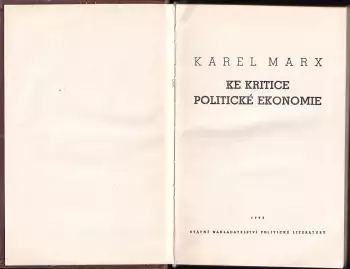 KAREL MARX
KE KRITICE
POLITICKÉ EKONOMIE
STÁTNÍ NAKLADATELSTVÍ POLITICKÉ LITERATURY